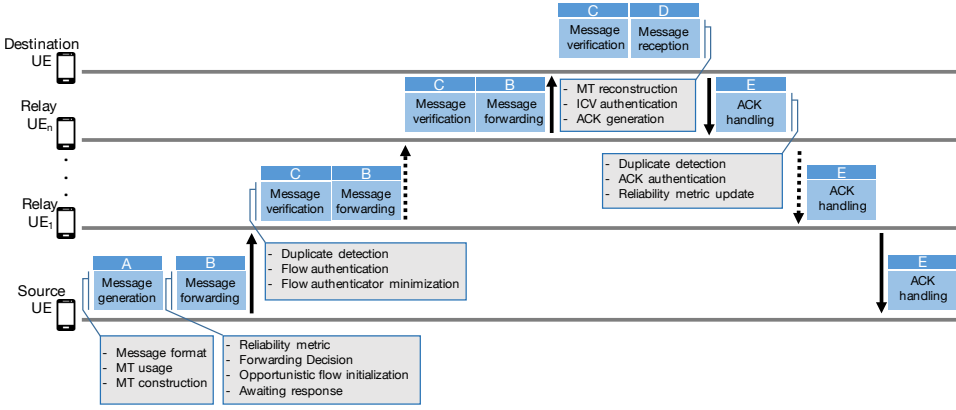 C
D
Message
verification
Message
reception
Destination
UE
C
B
Message
verification
Message
forwarding
- MT reconstruction
- ICV authentication
- ACK generation
E
ACK
handling
Relay
UEn
- Duplicate detection
- ACK authentication
- Reliability metric update
C
B
Message
verification
Message
forwarding
E
ACK
handling
Relay
UE1
- Duplicate detection
- Flow authentication
- Flow authenticator minimization
A
B
Message
generation
Message
forwarding
E
ACK
handling
Source
UE
- Message format
- MT usage
- MT construction
- Reliability metric
- Forwarding Decision
- Opportunistic flow initialization
- Awaiting response